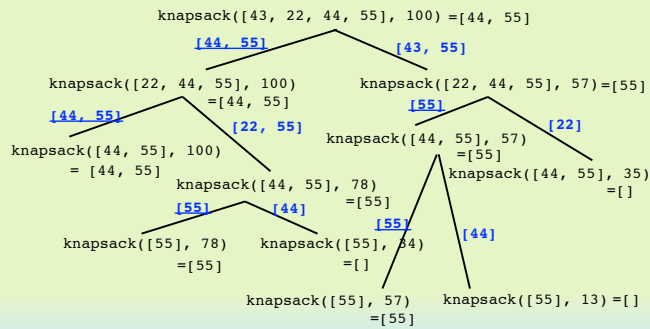 knapsack([43, 22, 44, 55], 100) =[44, 55]
[44, 55]
[43, 55]
knapsack([22, 44, 55], 100)
=[44, 55]
knapsack([22, 44, 55], 57)=[55]
[44, 55]
[22, 55]
[55]
[22]
knapsack([44, 55], 100)
= [44, 55]
knapsack([44, 55], 57)
=[55]
knapsack([44, 55], 35)
=[]
knapsack([44, 55], 78)
=[55]
[55]
[44]
[55]
[44]
knapsack([55], 78)
=[55]
knapsack([55], 34)
=[]
knapsack([55], 57)
=[55]
knapsack([55], 13)=[]